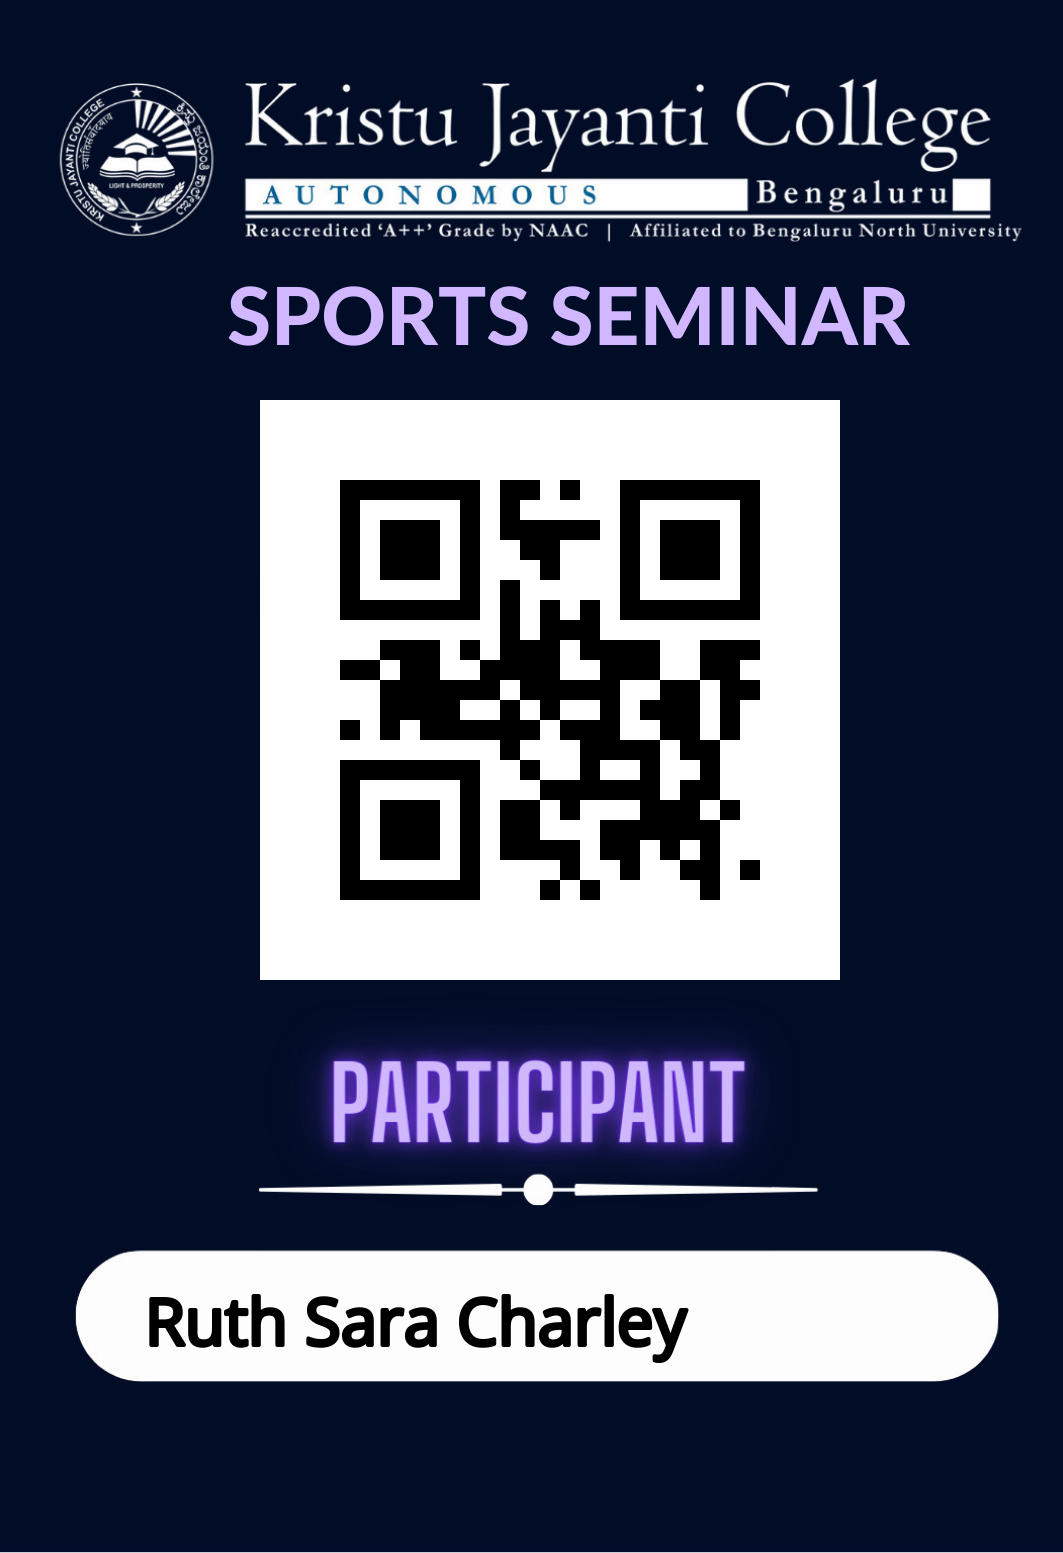 KRISTU JAYANTI COLLEGE
LIGHT & PROSPERITY
Kristu Jayanti College
AUTONOMOUS Bengaluru
Reaccredited ‘A++’ Grade by NAAC | Affiliated to Bengaluru North University
SPORTS SEMINAR
PARTICIPANT
Ruth Sara Charley